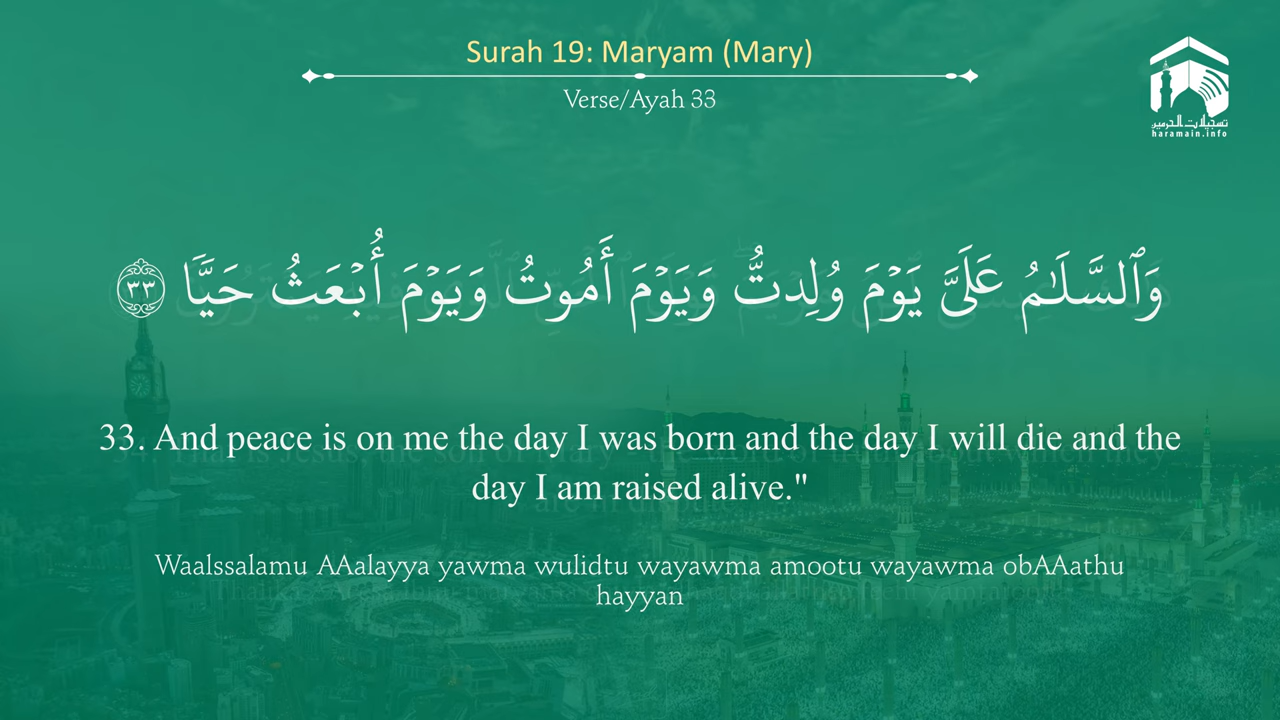 Surah 19: Maryam (Mary)
Verse/Ayah 33
تسجيلات الحرمين
haramain.info
وَٱلسَّلَـٰمُ عَلَىَّ يَوْمَ وُلِدتُّ وَيَوْمَ أَمُوتُ وَيَوْمَ أُبْعَثُ حَيًّۭا ٣٣
33. And peace is on me the day I was born and the day I will die and the
day I am raised alive."
Waalssalamu AAalayya yawma wulidtu wayawma amootu wayawma obAAathu
hayyan